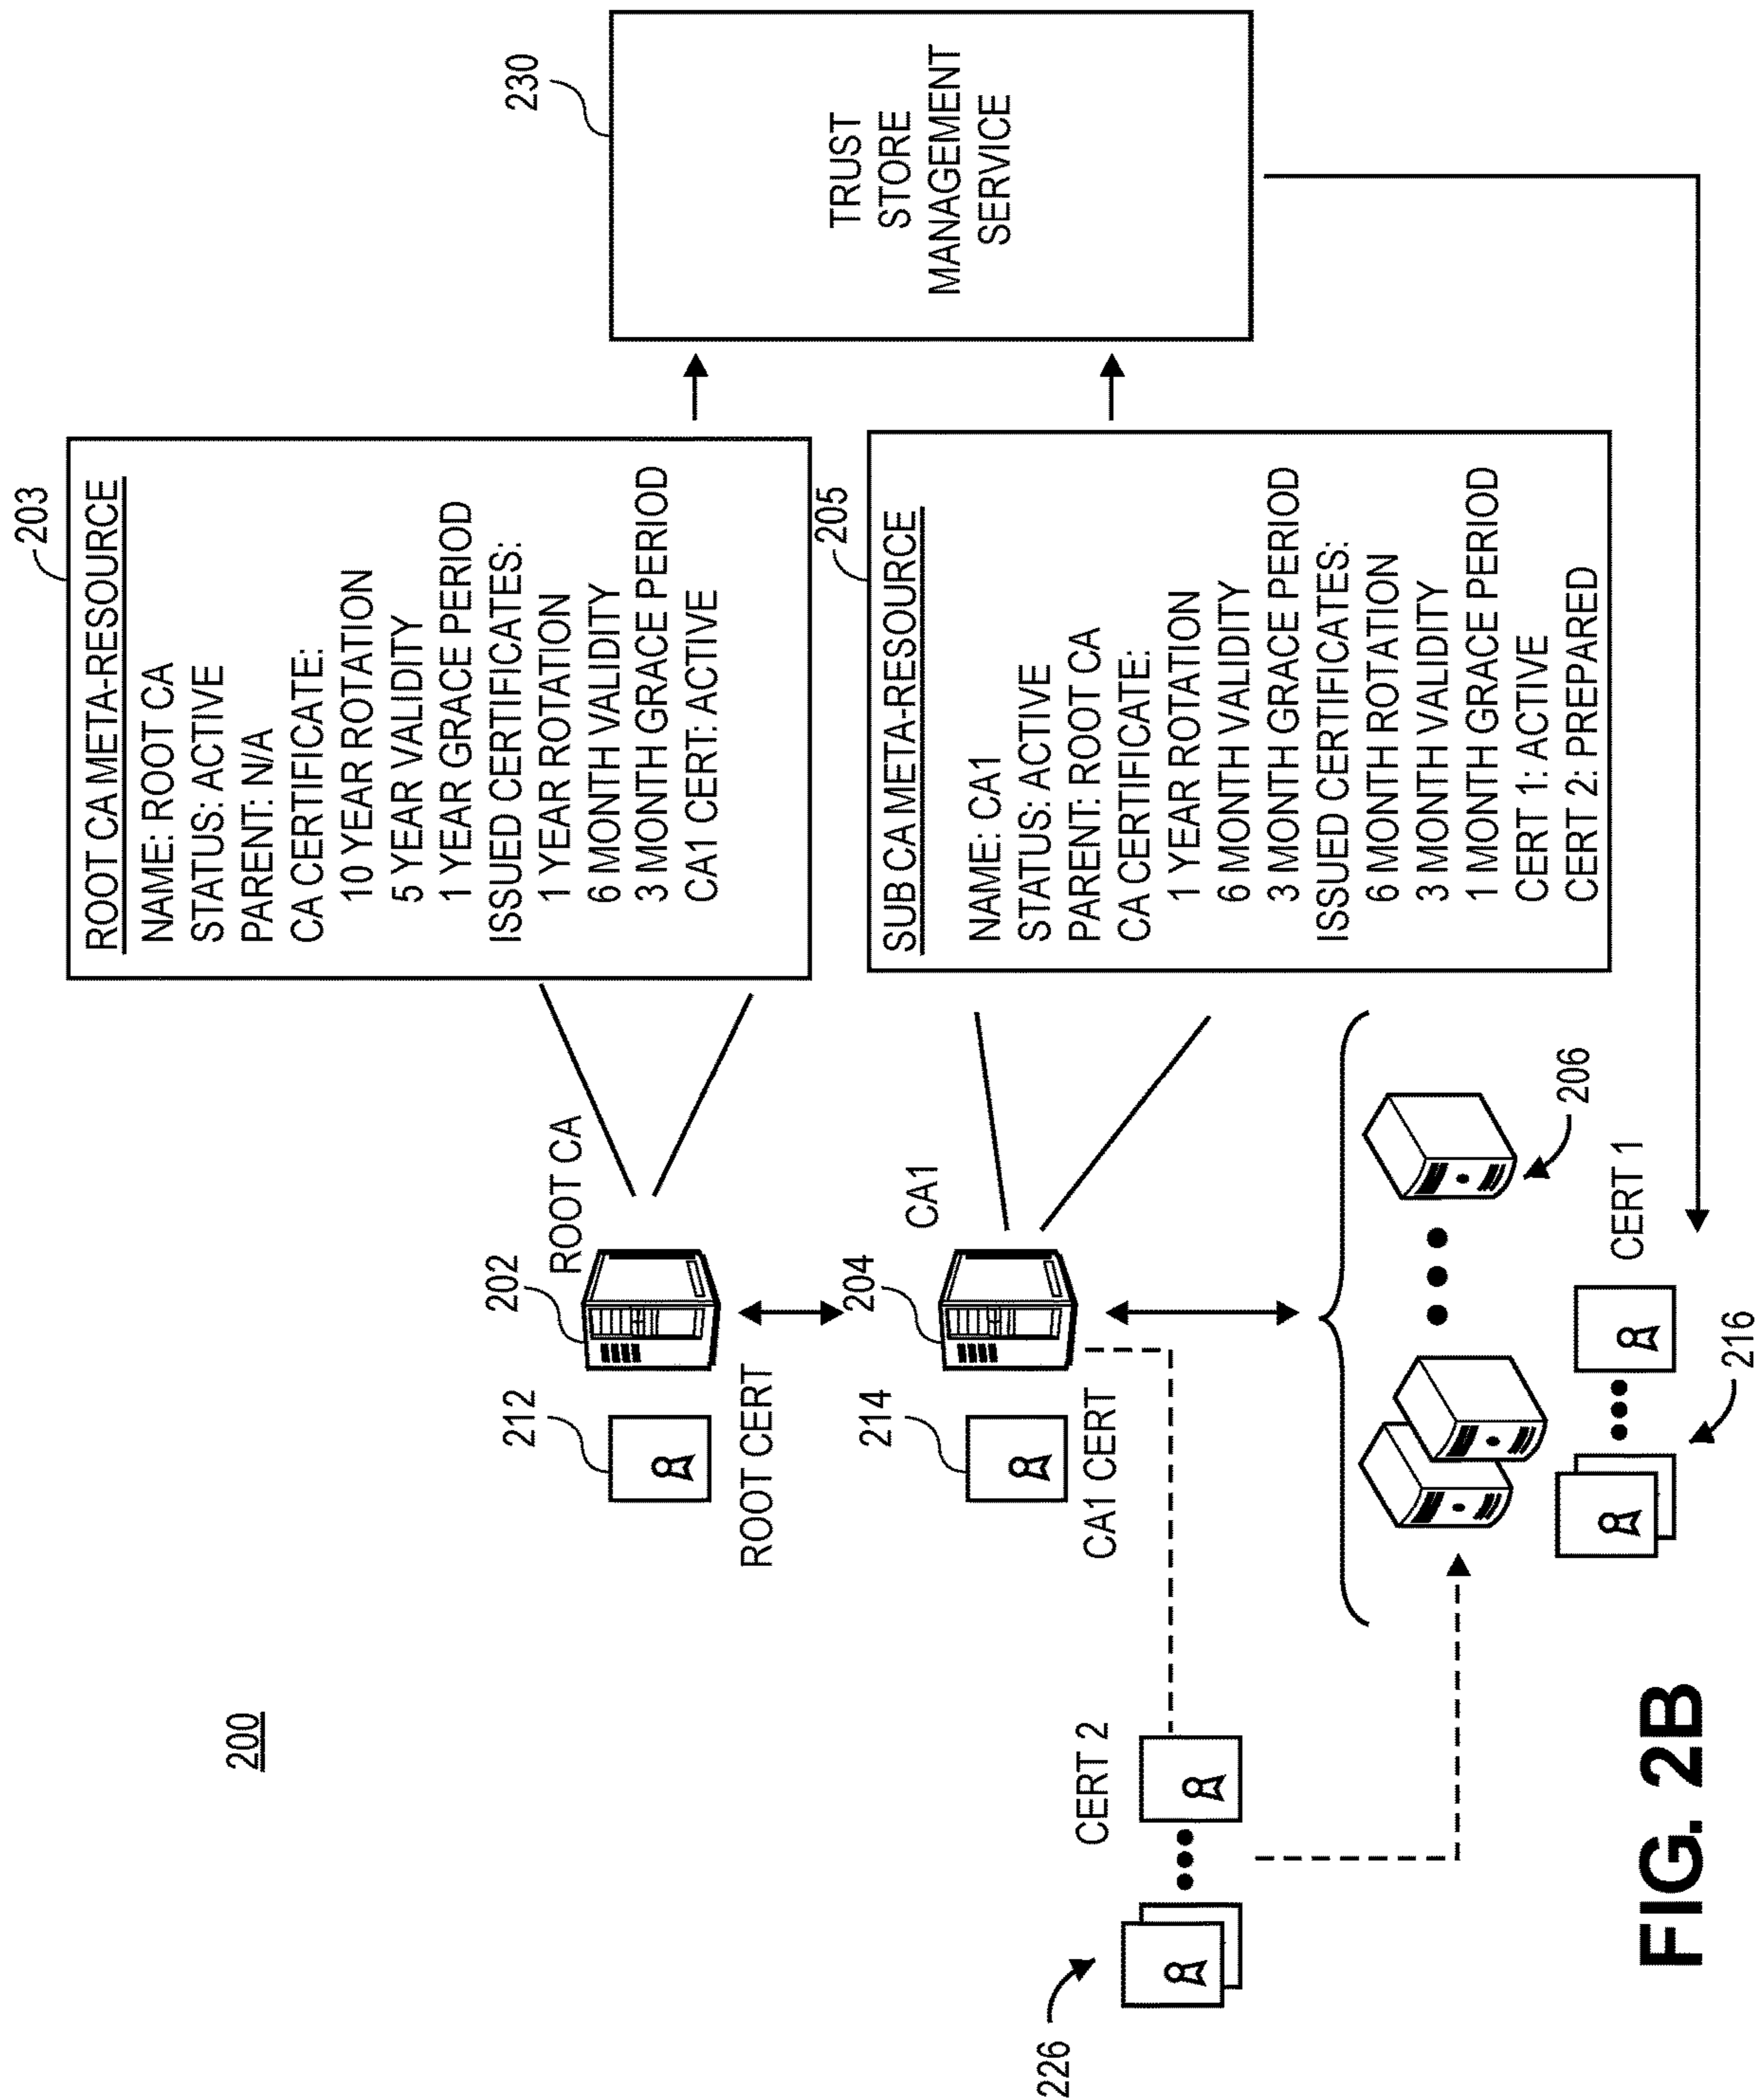 200
226
CERT 2
212
ROOT CERT
202
ROOT CA
214
CA1 CERT
204
CA1
206
216
CERT 1
203
ROOT CA META-RESOURCE
NAME: ROOT CA
STATUS: ACTIVE
PARENT: N/A
CA CERTIFICATE:
10 YEAR ROTATION
5 YEAR VALIDITY
1 YEAR GRACE PERIOD
ISSUED CERTIFICATES:
1 YEAR ROTATION
6 MONTH VALIDITY
3 MONTH GRACE PERIOD
CA1 CERT: ACTIVE
205
SUB CA META-RESOURCE
NAME: CA1
STATUS: ACTIVE
PARENT: ROOT CA
CA CERTIFICATE:
1 YEAR ROTATION
6 MONTH VALIDITY
3 MONTH GRACE PERIOD
ISSUED CERTIFICATES:
6 MONTH ROTATION
3 MONTH VALIDITY
1 MONTH GRACE PERIOD
CERT 1: ACTIVE
CERT 2: PREPARED
230
TRUST
STORE
MANAGEMENT
SERVICE
FIG. 2B